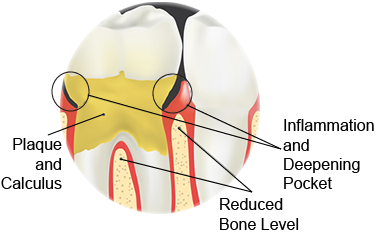 Plaque
and
Calculus
Inflammation
and
Deepening
Pocket
Reduced
Bone Level